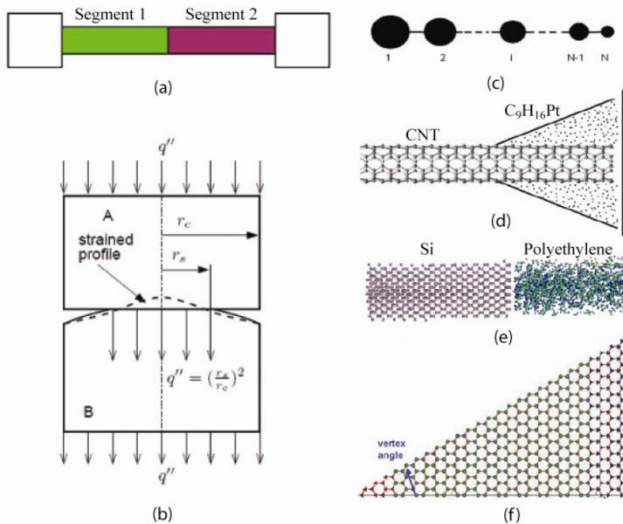 Segment 1 Segment 2
(a)
q''
A
r_c
strained
profile
r_s
q'' = (r_s/r_c)^2
B
q''
(b)
1 2 I N-1 N
(c)
C9H16Pt
CNT
(d)
Si Polyethylene
(e)
vertex
angle
(f)